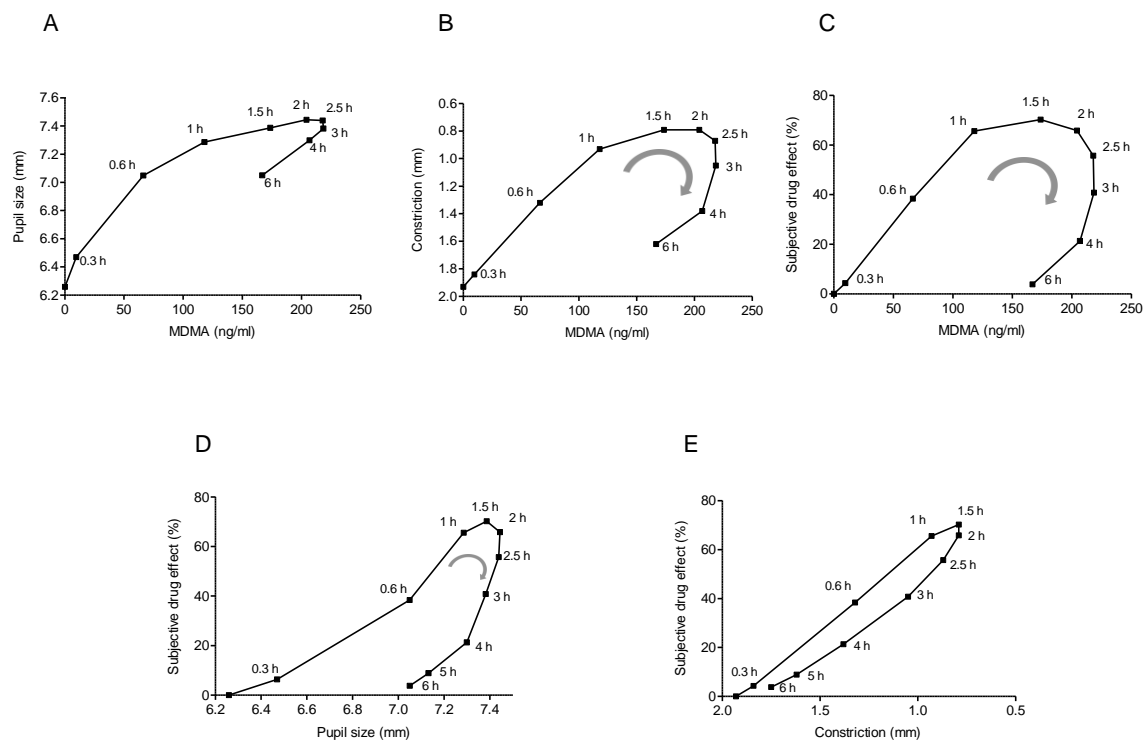 A
B
C
7.6
7.4
7.2
7.0
6.8
6.6
6.4
6.2
Pupil size (mm)
0.3 h
0.6 h
1 h
1.5 h
2 h
2.5 h
3 h
4 h
6 h
0 50 100 150 200 250
MDMA (ng/ml)
0.6
0.8
1.0
1.2
1.4
1.6
1.8
2.0
Constriction (mm)
0.3 h
0.6 h
1 h
1.5 h
2 h
2.5 h
3 h
4 h
6 h
0 50 100 150 200 250
MDMA (ng/ml)
80
60
40
20
0
Subjective drug effect (%)
0.3 h
0.6 h
1 h
1.5 h
2 h
2.5 h
3 h
4 h
6 h
0 50 100 150 200 250
MDMA (ng/ml)
D
E
80
60
40
20
0
Subjective drug effect (%)
0.3 h
0.6 h
1 h
1.5 h
2 h
2.5 h
3 h
4 h
5 h
6 h
6.2 6.4 6.6 6.8 7.0 7.2 7.4
Pupil size (mm)
80
60
40
20
0
Subjective drug effect (%)
0.3 h
0.6 h
1 h
1.5 h
2 h
2.5 h
3 h
4 h
5 h
6 h
2.0 1.5 1.0 0.5
Constriction (mm)